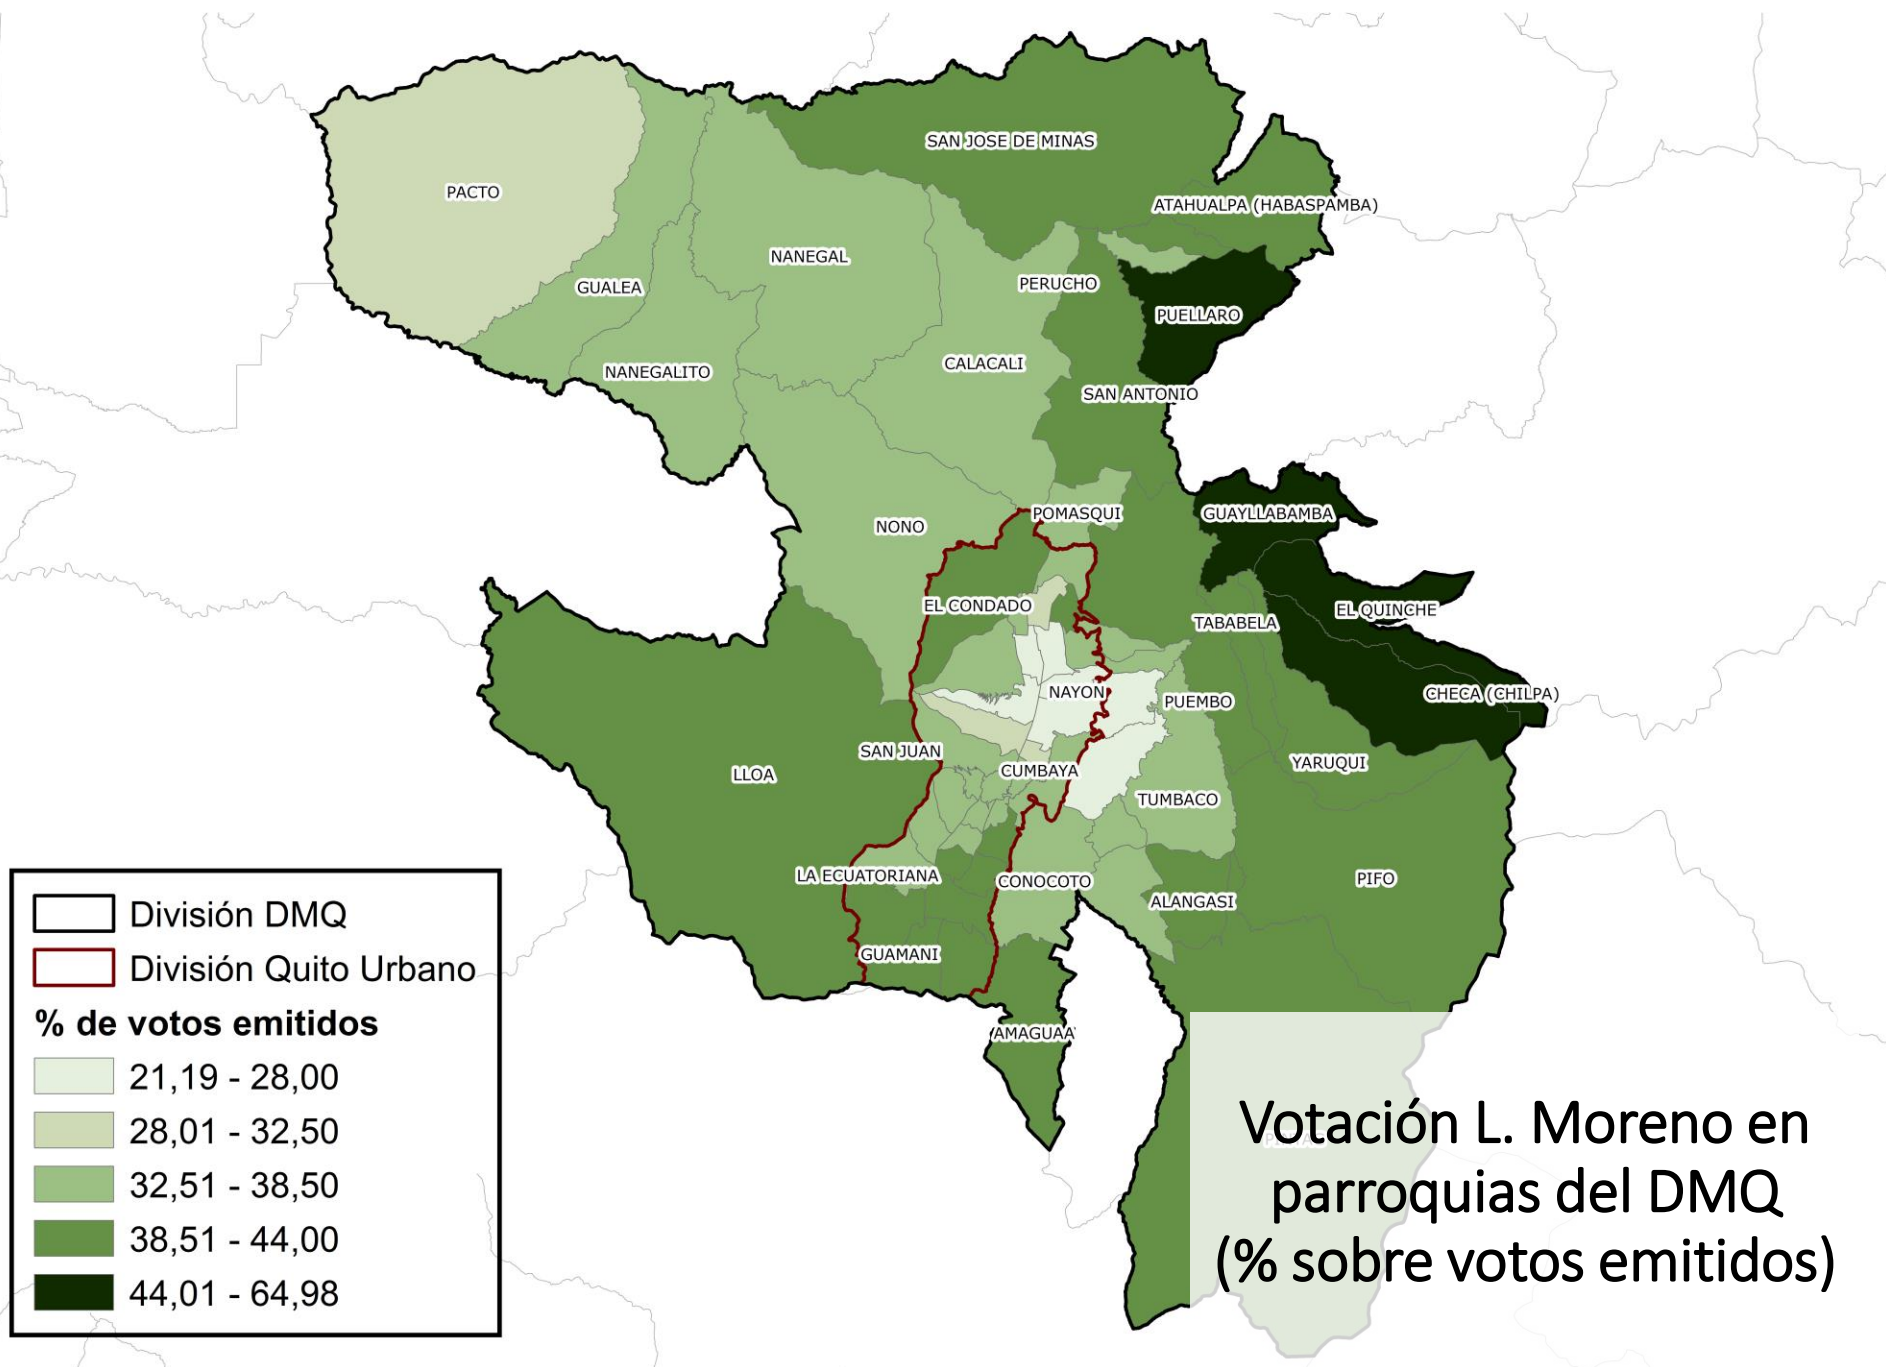 SAN JOSE DE MINAS
PACTO
ATAHUALPA (HABASPAMBA)
NANEGAL
GUALEA
PERUCHO
PUELLARO
NANEGALITO
CALACALI
SAN ANTONIO
NONO
POMASQUI
GUAYLLABAMBA
EL CONDADO
EL QUINCHE
TABABELA
NAYON
PUEMBO
CHECA (CHILPA)
SAN JUAN
LLOA
CUMBAYA
YARUQUI
TUMBACO
LA ECUATORIANA
CONOCOTO
PIFO
ALANGASI
GUAMANI
AMAGUAA
División DMQ
División Quito Urbano
% de votos emitidos
21,19 - 28,00
28,01 - 32,50
32,51 - 38,50
38,51 - 44,00
44,01 - 64,98
Votación L. Moreno en
parroquias del DMQ
(% sobre votos emitidos)